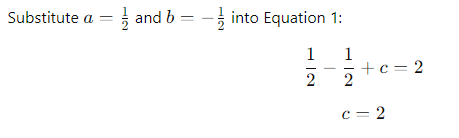 Substitute a = 1/2 and b = −1/2 into Equation 1:
1/2 − 1/2 + c = 2
c = 2